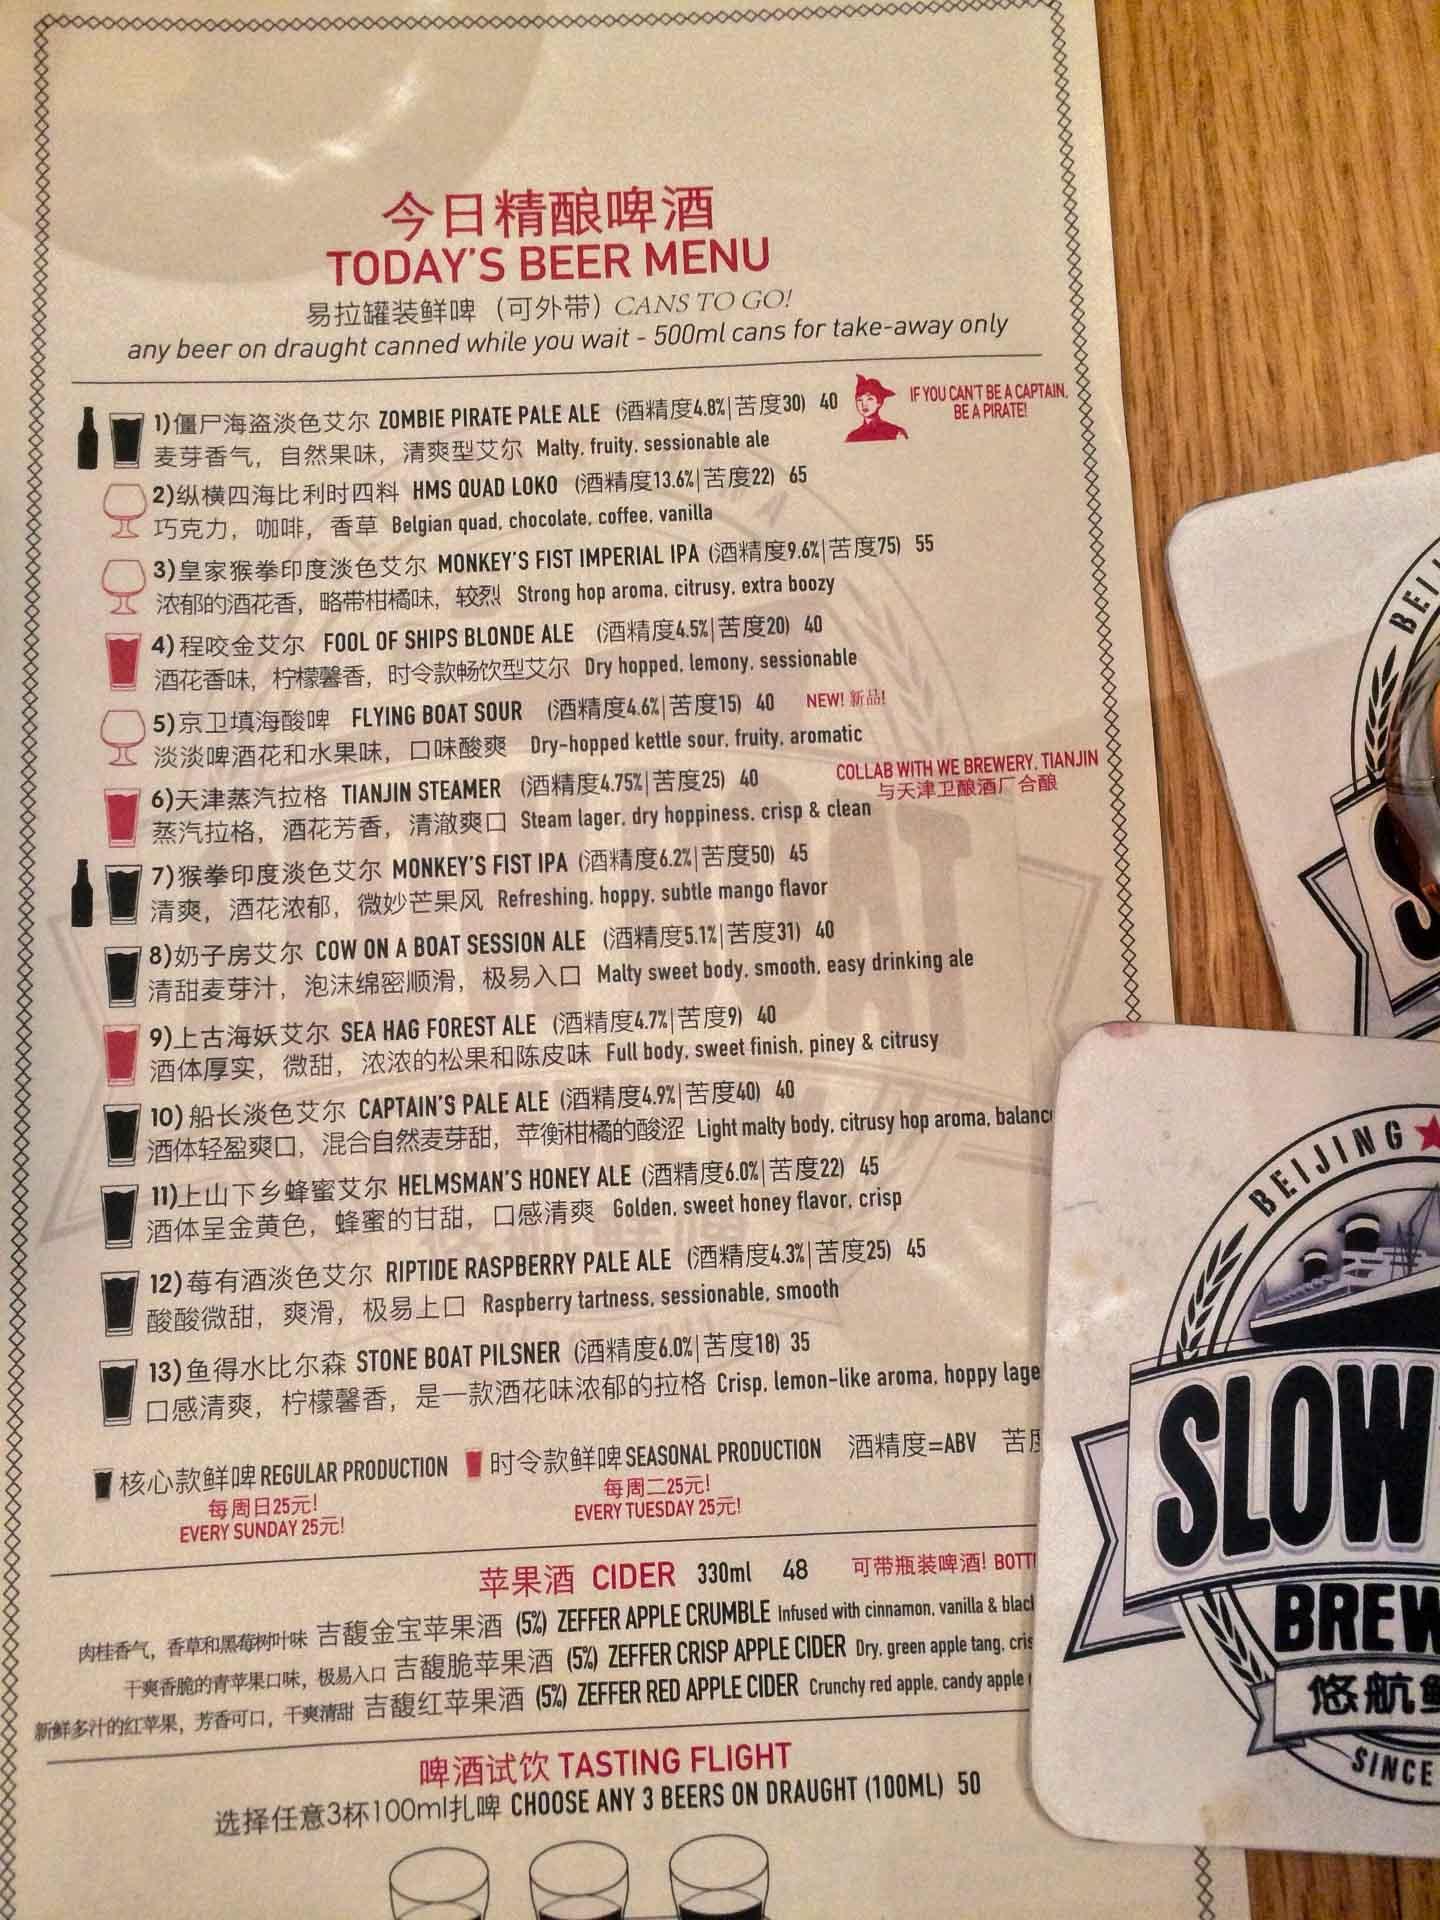 今日精酿啤酒
TODAY'S BEER MENU
易拉罐装鲜啤（可外带）CANS TO GO!
any beer on draught canned while you wait - 500ml cans for take-away only
1)僵尸海盗淡色艾尔 ZOMBIE PIRATE PALE ALE (酒精度4.8%|苦度30) 40
麦芽香气，自然果味，清爽型艾尔 Malty, fruity, sessionable ale
IF YOU CAN'T BE A CAPTAIN,
BE A PIRATE!
2)纵横四海比利时四料 HMS QUAD LOKO (酒精度13.6%|苦度22) 65
巧克力，咖啡，香草 Belgian quad, chocolate, coffee, vanilla
3)皇家猴拳印度淡色艾尔 MONKEY'S FIST IMPERIAL IPA (酒精度9.6%|苦度75) 55
浓郁的酒花香，略带柑橘味，较烈 Strong hop aroma, citrusy, extra boozy
4)程咬金艾尔 FOOL OF SHIPS BLONDE ALE (酒精度4.5%|苦度20) 40
酒花香味，柠檬馨香，时令款畅饮型艾尔 Dry hopped, lemony, sessionable
5)京卫填海酸啤 FLYING BOAT SOUR (酒精度4.6%|苦度15) 40 NEW! 新品!
淡淡啤酒花和水果味，口味酸爽 Dry-hopped kettle sour, fruity, aromatic
6)天津蒸汽拉格 TIANJIN STEAMER (酒精度4.75%|苦度25) 40
蒸汽拉格，酒花芳香，清澈爽口 Steam lager, dry hoppiness, crisp & clean
COLLAB WITH WE BREWERY, TIANJIN
与天津卫酿酒厂合酿
7)猴拳印度淡色艾尔 MONKEY'S FIST IPA (酒精度6.2%|苦度50) 45
清爽，酒花浓郁，微妙芒果风 Refreshing, hoppy, subtle mango flavor
8)奶子房艾尔 COW ON A BOAT SESSION ALE (酒精度5.1%|苦度31) 40
清甜麦芽汁，泡沫绵密顺滑，极易入口 Malty sweet body, smooth, easy drinking ale
9)上古海妖艾尔 SEA HAG FOREST ALE (酒精度4.7%|苦度9) 40
酒体厚实，微甜，浓浓的松果和陈皮味 Full body, sweet finish, piney & citrusy
10)船长淡色艾尔 CAPTAIN'S PALE ALE (酒精度4.9%|苦度40) 40
酒体轻盈爽口，混合自然麦芽甜，苹衡柑橘的酸涩 Light malty body, citrusy hop aroma, balanc
11)上山下乡蜂蜜艾尔 HELMSMAN'S HONEY ALE (酒精度6.0%|苦度22) 45
酒体呈金黄色，蜂蜜的甘甜，口感清爽 Golden, sweet honey flavor, crisp
12)莓有酒淡色艾尔 RIPTIDE RASPBERRY PALE ALE (酒精度4.3%|苦度25) 45
酸酸微甜，爽滑，极易上口 Raspberry tartness, sessionable, smooth
13)鱼得水比尔森 STONE BOAT PILSNER (酒精度6.0%|苦度18) 35
口感清爽，柠檬馨香，是一款酒花味浓郁的拉格 Crisp, lemon-like aroma, hoppy lage
核心款鲜啤 REGULAR PRODUCTION 时令款鲜啤 SEASONAL PRODUCTION 酒精度=ABV 苦度
每周日25元! 每周二25元!
EVERY SUNDAY 25元! EVERY TUESDAY 25元!
苹果酒 CIDER 330ml 48 可带瓶装啤酒! BOTT
肉桂香气，香草和黑莓树叶味 吉馥金宝苹果酒 (5%) ZEFFER APPLE CRUMBLE Infused with cinnamon, vanilla & blac
干爽香脆的青苹果口味，极易入口 吉馥脆苹果酒 (5%) ZEFFER CRISP APPLE CIDER Dry, green apple tang, cris
新鲜多汁的红苹果，芳香可口，干爽清甜 吉馥红苹果酒 (5%) ZEFFER RED APPLE CIDER Crunchy red apple, candy apple
啤酒试饮 TASTING FLIGHT
选择任意3杯100ml扎啤 CHOOSE ANY 3 BEERS ON DRAUGHT (100ML) 50
BEIJING
SLOW
BREW
悠航鲜
SINCE